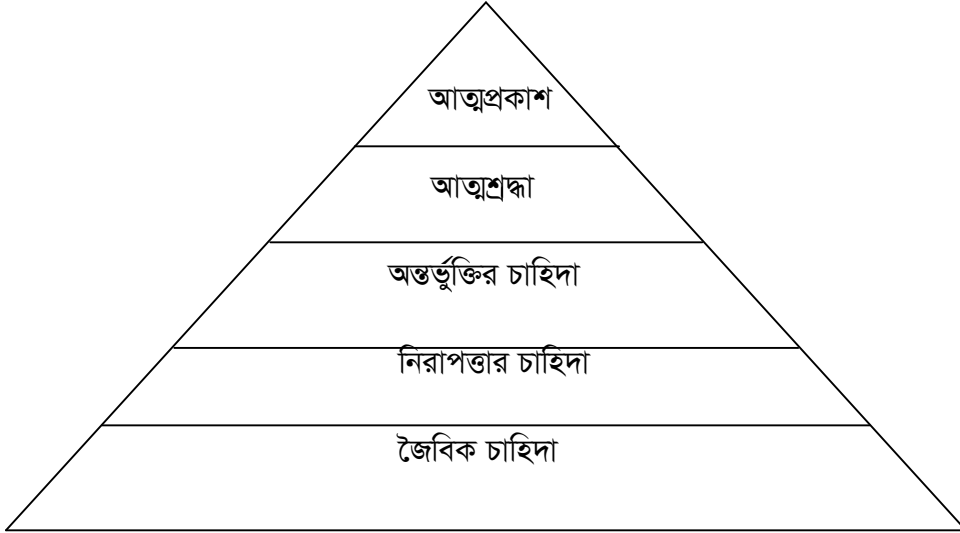 আত্মপ্রকাশ
আত্মশ্রদ্ধা
অন্তর্ভুক্তির চাহিদা
নিরাপত্তার চাহিদা
জৈবিক চাহিদা